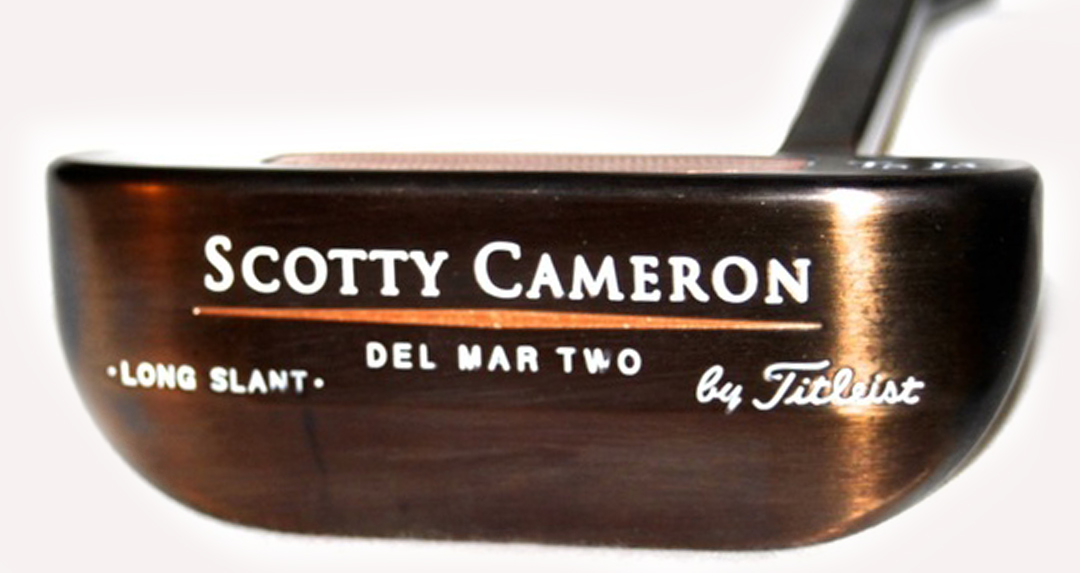 SCOTTY CAMERON
DEL MAR TWO
·LONG SLANT·
by Titleist